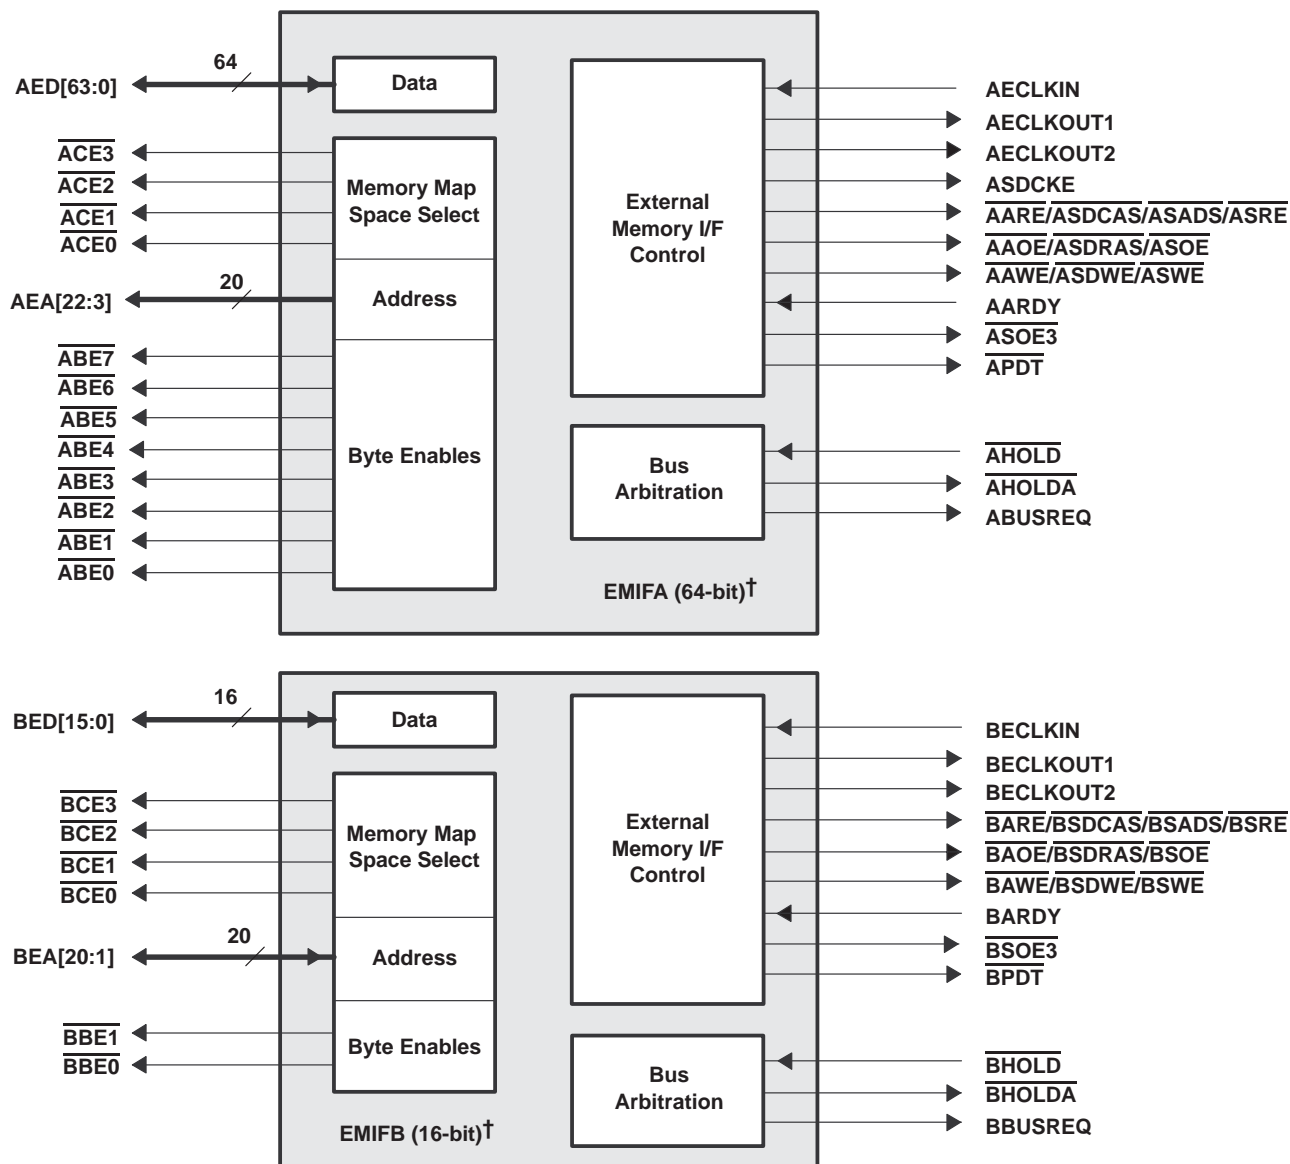 64
AED[63:0]
Data
ACE3
ACE2
ACE1
ACE0
Memory Map
Space Select
20
AEA[22:3]
Address
ABE7
ABE6
ABE5
ABE4
ABE3
ABE2
ABE1
ABE0
Byte Enables
External
Memory I/F
Control
AECLKIN
AECLKOUT1
AECLKOUT2
ASDCKE
AARE/ASDCAS/ASADS/ASRE
AAOE/ASDRAS/ASOE
AAWE/ASDWE/ASWE
AARDY
ASOE3
APDT
Bus
Arbitration
AHOLD
AHOLDA
ABUSREQ
EMIFA (64-bit)†
16
BED[15:0]
Data
BCE3
BCE2
BCE1
BCE0
Memory Map
Space Select
20
BEA[20:1]
Address
BBE1
BBE0
Byte Enables
External
Memory I/F
Control
BECLKIN
BECLKOUT1
BECLKOUT2
BARE/BSDCAS/BSADS/BSRE
BAOE/BSDRAS/BSOE
BAWE/BSDWE/BSWE
BARDY
BSOE3
BPDT
Bus
Arbitration
BHOLD
BHOLDA
BBUSREQ
EMIFB (16-bit)†